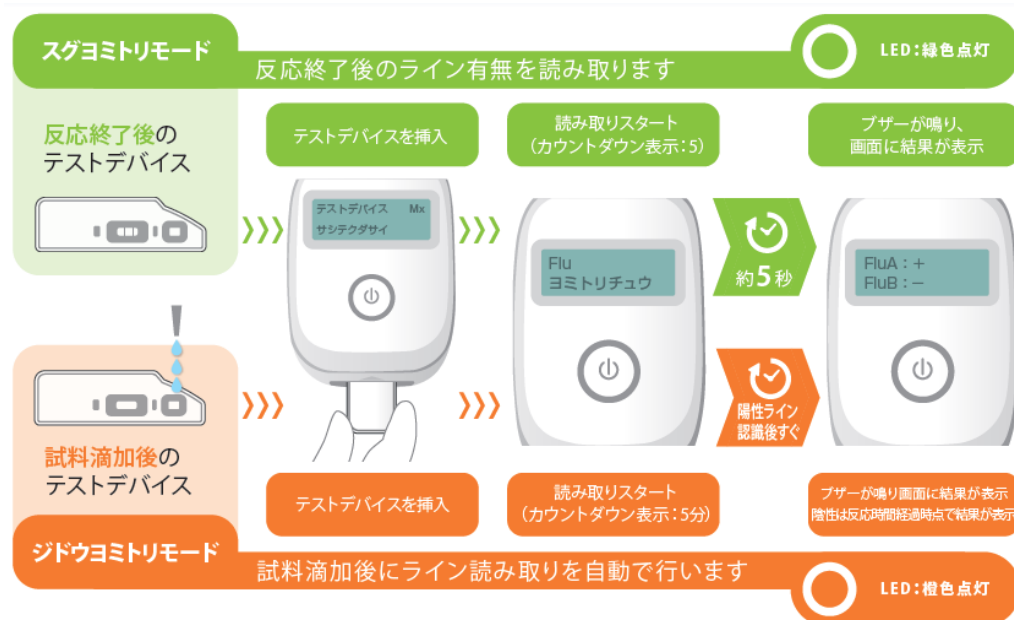 スグヨミトリモード
反応終了後のライン有無を読み取ります
LED:緑色点灯
反応終了後の
テストデバイス
テストデバイスを挿入
読み取りスタート
(カウントダウン表示:5)
ブザーが鳴り、
画面に結果が表示
テストデバイス Mx
サシテクダサイ
Flu
ヨミトリチュウ
約5秒
FluA:+
FluB:−
陽性ライン
認識後すぐ
試料滴加後の
テストデバイス
テストデバイスを挿入
読み取りスタート
(カウントダウン表示:5分)
ブザーが鳴り画面に結果が表示
陰性は反応時間経過時点で結果が表示
ジドウヨミトリモード
試料滴加後にライン読み取りを自動で行います
LED:橙色点灯